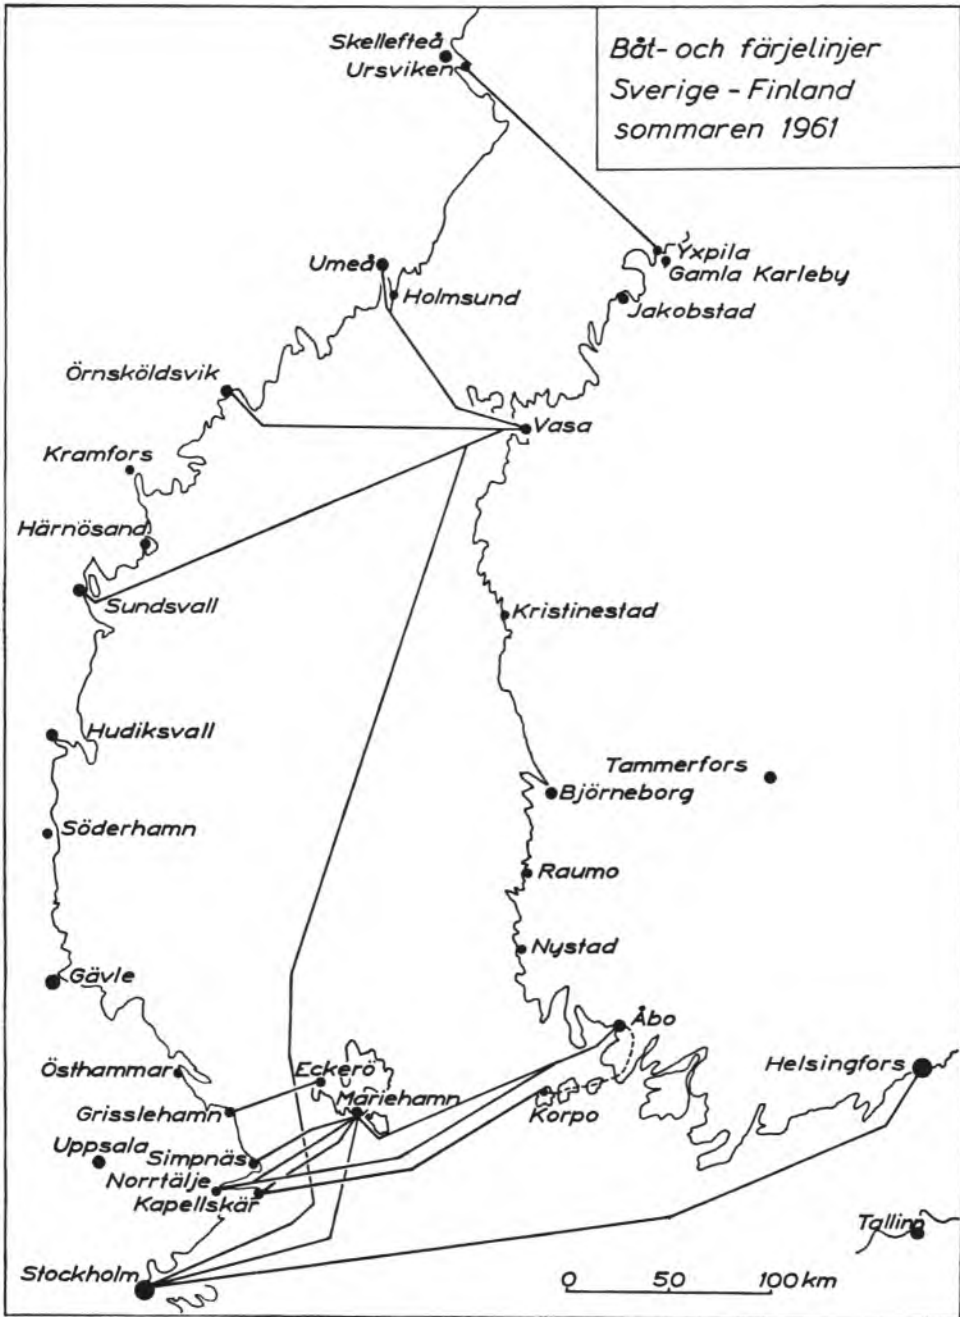 Båt- och färjelinjer
Sverige - Finland
sommaren 1961
Skellefteå
Ursviken
Yxpila
Gamla Karleby
Umeå
Holmsund
Jakobstad
Örnsköldsvik
Vasa
Kramfors
Härnösand
Sundsvall
Kristinestad
Hudiksvall
Tammerfors
Björneborg
Söderhamn
Raumo
Nystad
Gävle
Åbo
Östhammar
Eckerö
Helsingfors
Grisslehamn
Mariehamn
Korpo
Uppsala
Simpnäs
Norrtälje
Kapellskär
Tallinn
Stockholm
0 50 100 km